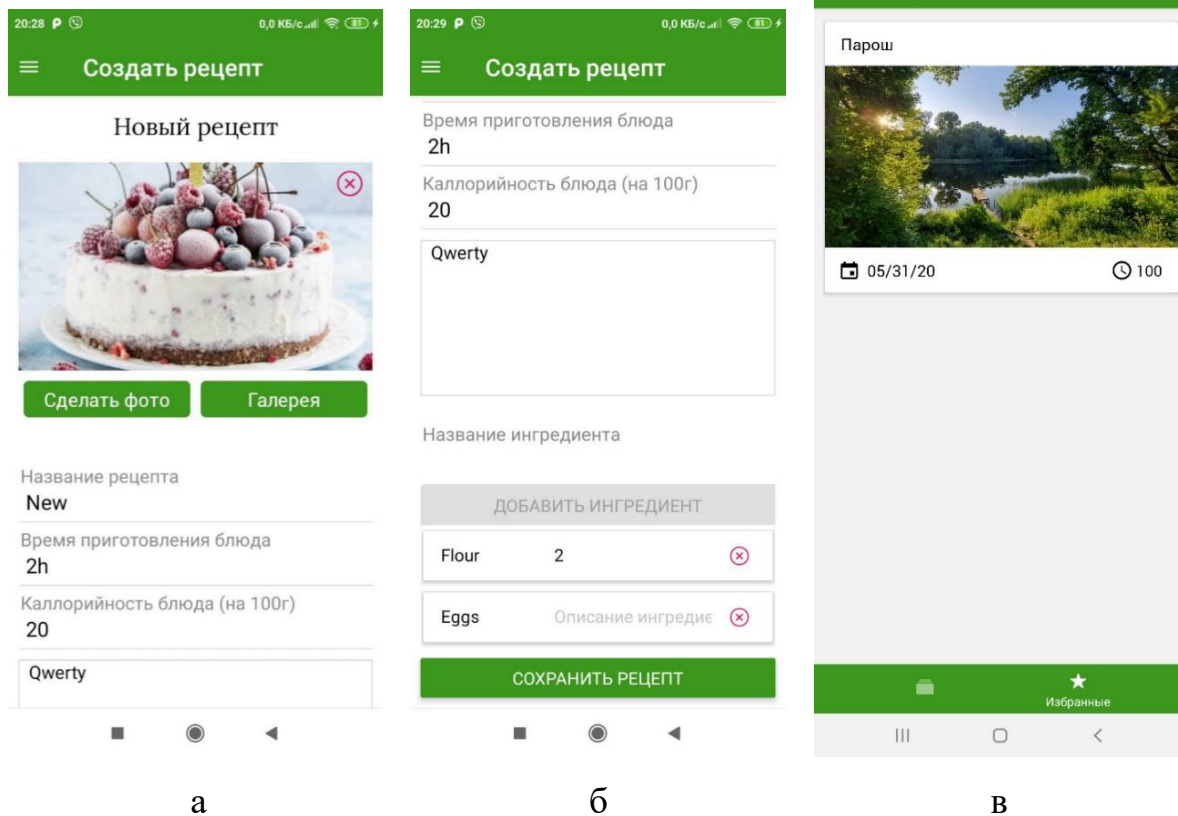 20:28
0,0 КБ/с
81
Создать рецепт
Новый рецепт
Сделать фото
Галерея
Название рецепта
New
Время приготовления блюда
2h
Каллорийность блюда (на 100г)
20
Qwerty
а
20:29
0,0 КБ/с
81
Создать рецепт
Время приготовления блюда
2h
Каллорийность блюда (на 100г)
20
Qwerty
Название ингредиента
ДОБАВИТЬ ИНГРЕДИЕНТ
Flour 2
Eggs Описание ингредие
СОХРАНИТЬ РЕЦЕПТ
б
Парош
05/31/20
100
Избранные
в